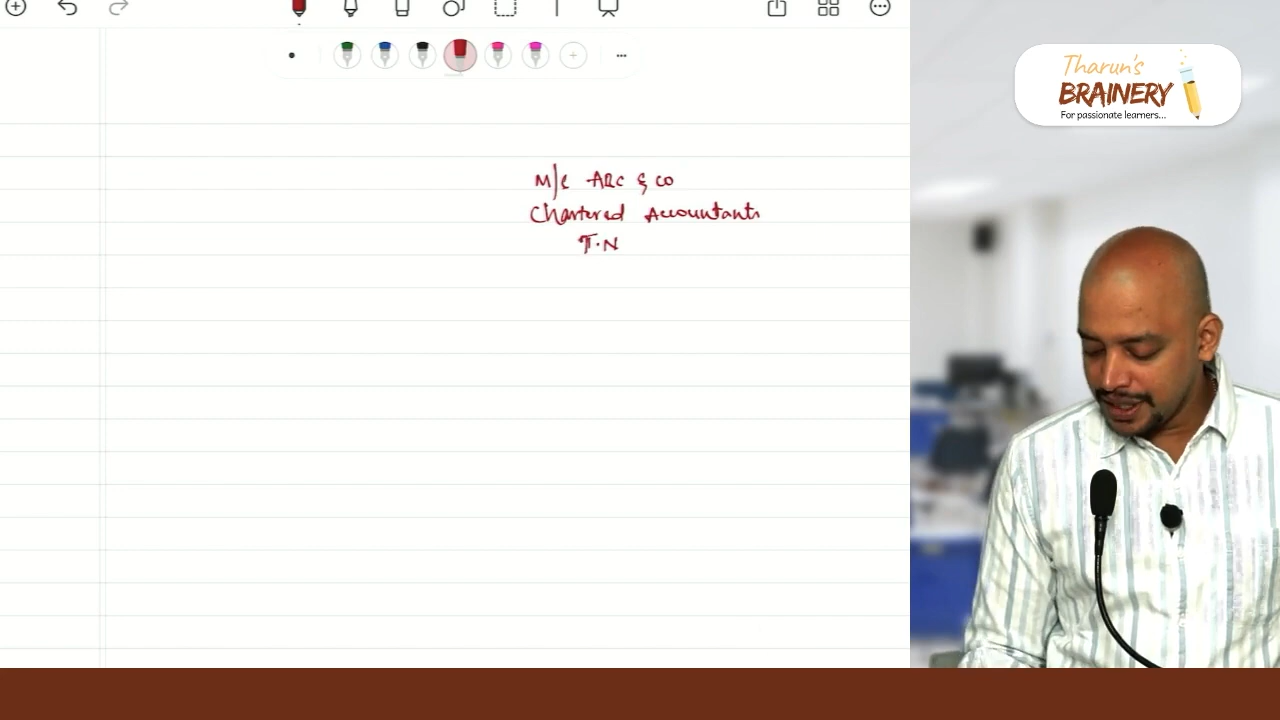 Tharun's
BRAINERY
For passionate learners...
M/s ABC & co
Chartered Accountants
T.N